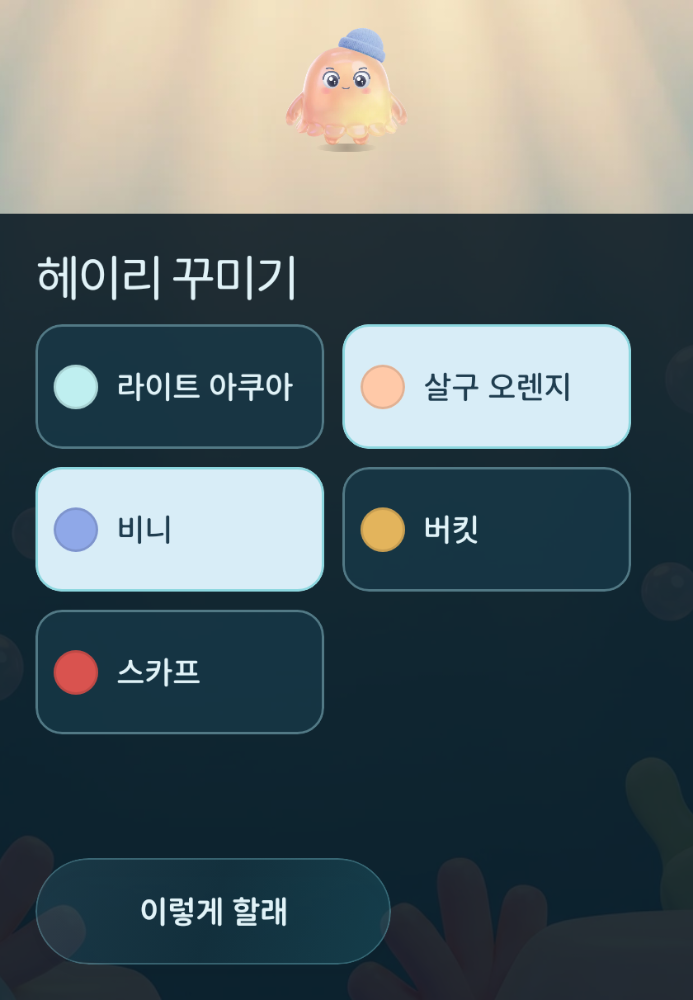 헤이리 꾸미기
라이트 아쿠아
살구 오렌지
비니
버킷
스카프
이렇게 할래